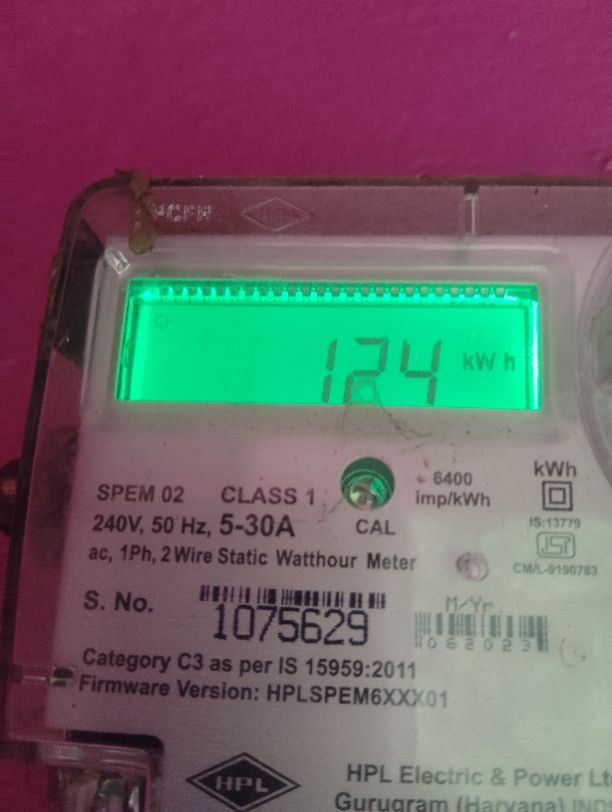 124 kWh
6400
imp/kWh
kWh
SPEM 02 CLASS 1
240V, 50 Hz, 5-30A
CAL
IS:13779
ISI
CM/L-9190783
ac, 1Ph, 2 Wire Static Watthour Meter
S. No.
1075629
M/Yr.
062023
Category C3 as per IS 15959:2011
Firmware Version: HPLSPEM6XXX01
HPL
HPL Electric & Power Lt
Gurugram (Haryana) IND